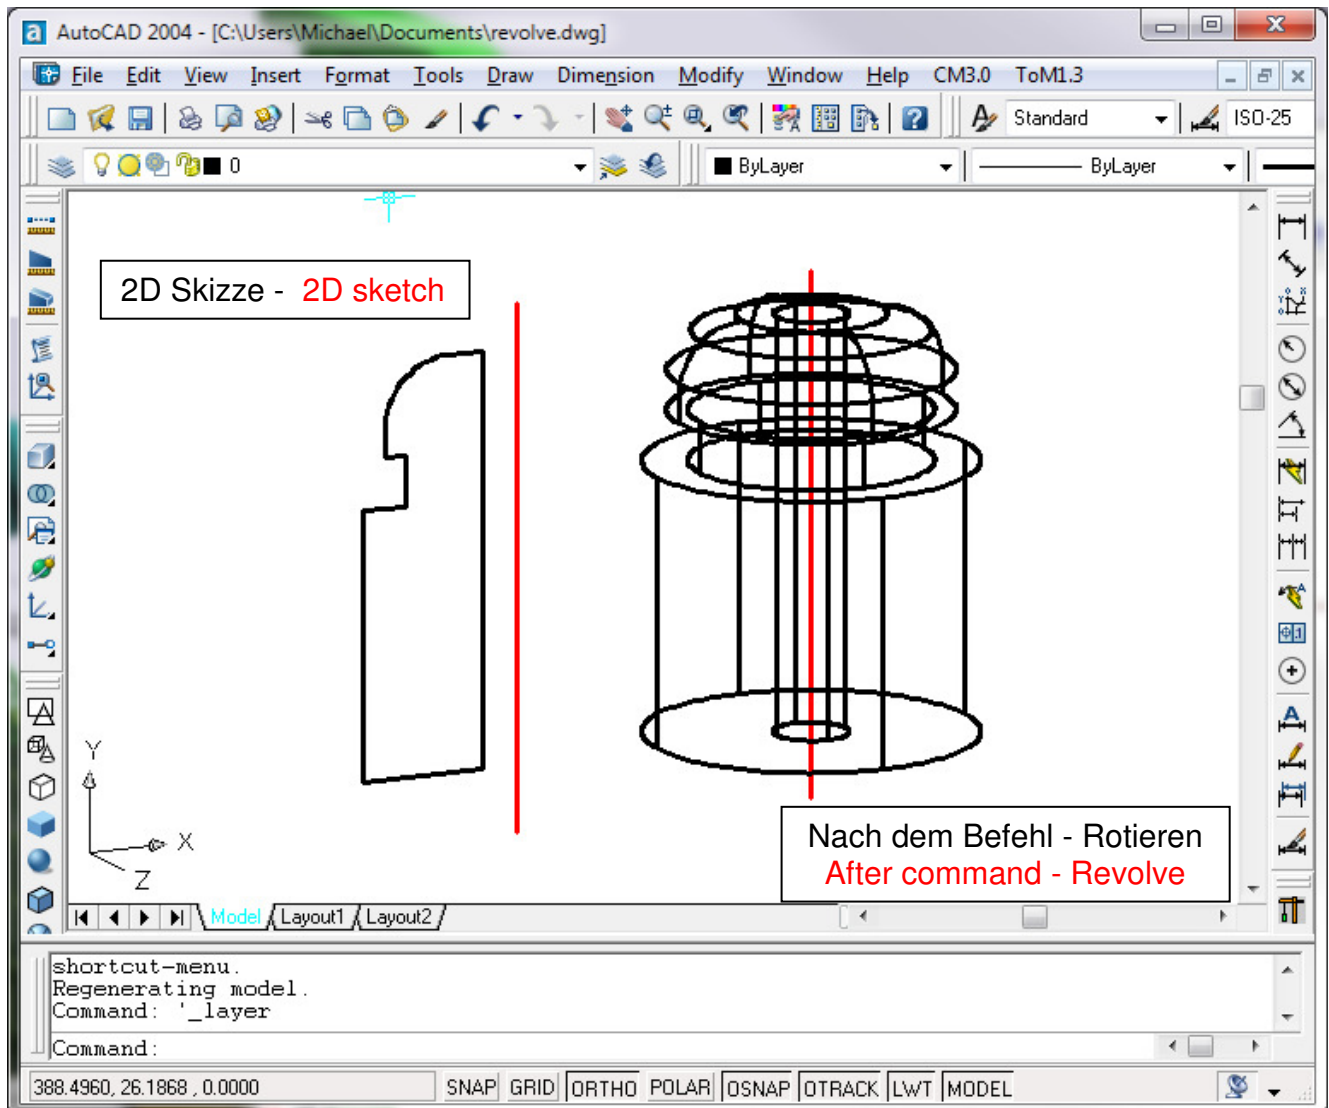 AutoCAD 2004 - [C:\Users\Michael\Documents\revolve.dwg]
File Edit View Insert Format Tools Draw Dimension Modify Window Help CM3.0 ToM1.3
Standard ISO-25
0 ByLayer ByLayer
2D Skizze - 2D sketch
Nach dem Befehl - Rotieren
After command - Revolve
Y
X
Z
Model Layout1 Layout2
shortcut-menu.
Regenerating model.
Command: '_layer
Command:
388.4960, 26.1868 , 0.0000 SNAP GRID ORTHO POLAR OSNAP OTRACK LWT MODEL